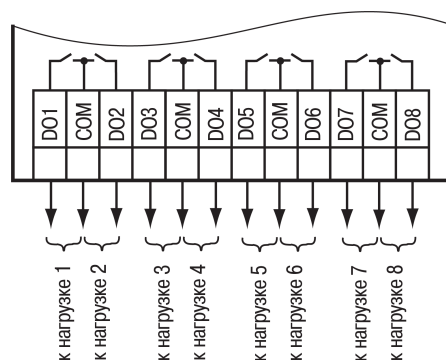 DO1
COM
DO2
DO3
COM
DO4
DO5
COM
DO6
DO7
COM
DO8
к нагрузке 1
к нагрузке 2
к нагрузке 3
к нагрузке 4
к нагрузке 5
к нагрузке 6
к нагрузке 7
к нагрузке 8